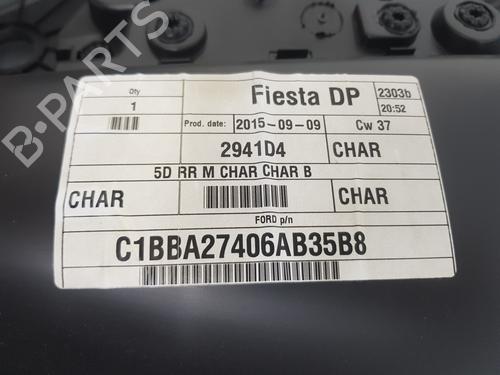 Qty
1
Fiesta DP
2303b
20:52
Prod. date: 2015-09-09
Cw 37
2941D4
CHAR
5D RR M CHAR CHAR B
CHAR
CHAR
FORD p/n
C1BBA27406AB35B8
B-PARTS